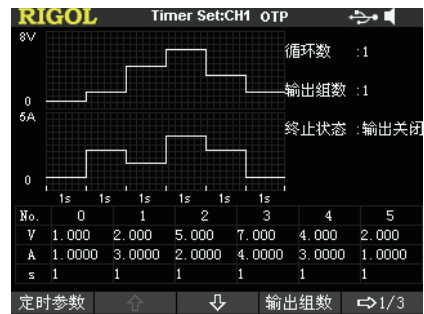 RIGOL Timer Set:CH1 OTP
8V
循环数 :1
输出组数 :1
0
5A
终止状态 :输出关闭
0
1s 1s 1s 1s 1s 1s
No. 0 1 2 3 4 5
V 1.000 2.000 5.000 7.000 4.000 2.000
A 1.0000 3.0000 2.0000 4.0000 3.0000 1.0000
s 1 1 1 1 1 1
定时参数 输出组数 1/3